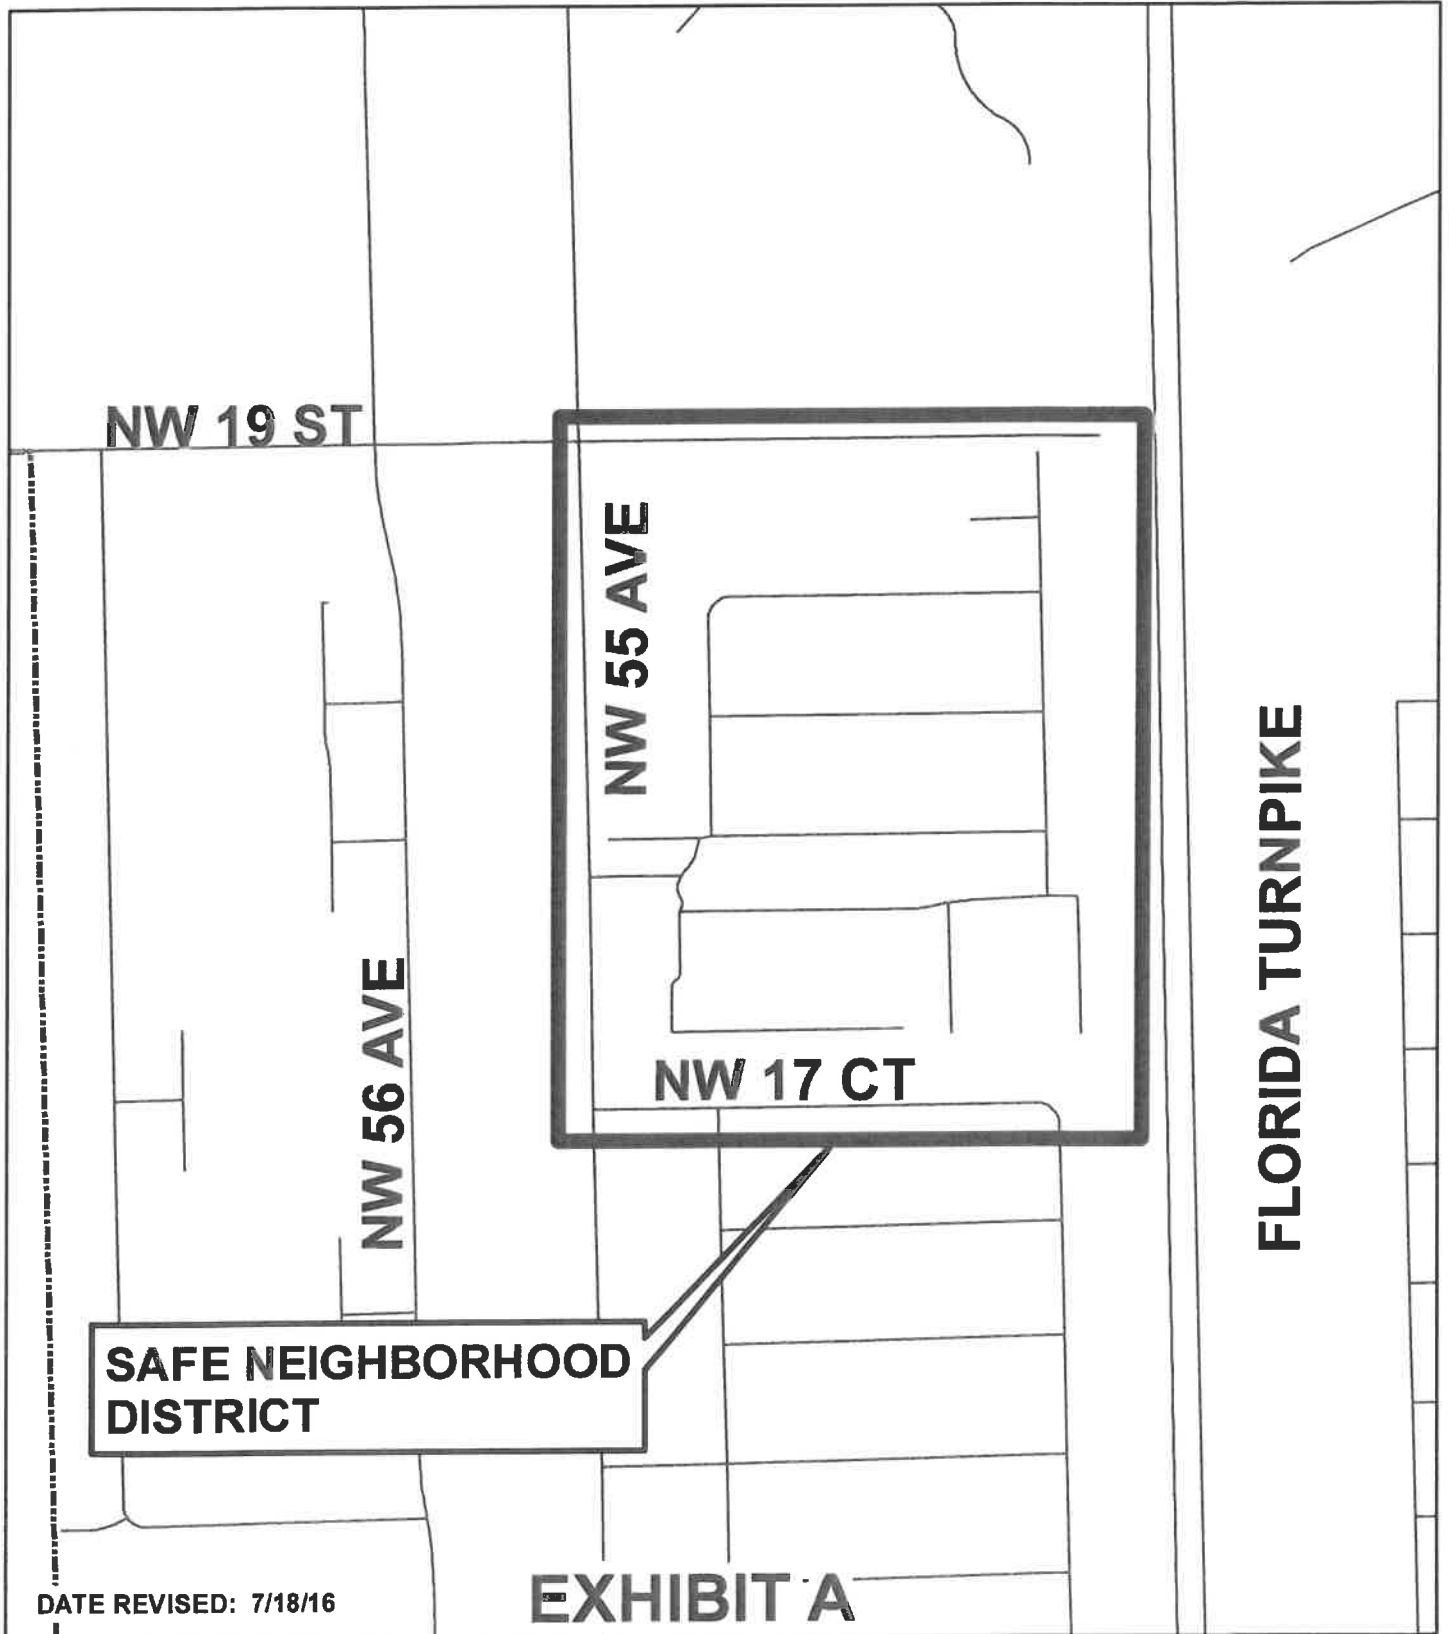 NW 19 ST
NW 55 AVE
FLORIDA TURNPIKE
NW 56 AVE
NW 17 CT
SAFE NEIGHBORHOOD
DISTRICT
DATE REVISED: 7/18/16
EXHIBIT A